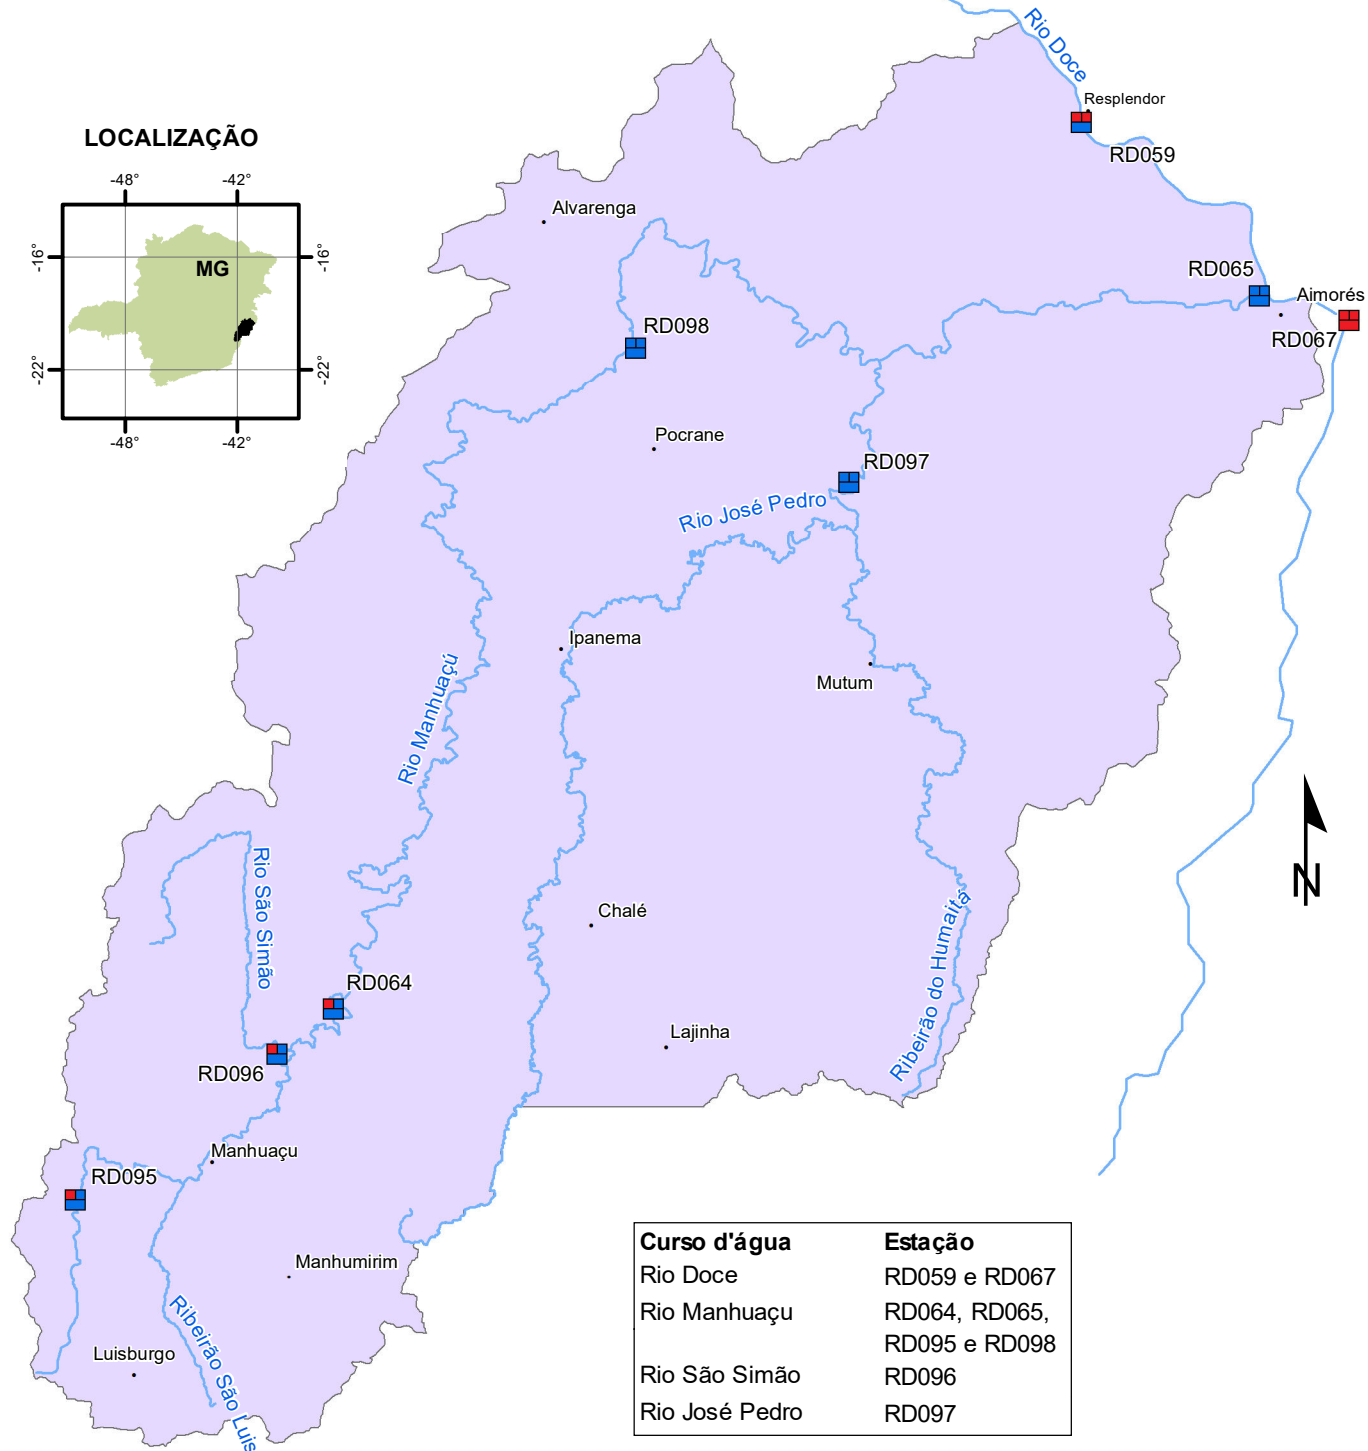 Rio Doce
Resplendor
RD059
LOCALIZAÇÃO
-48°
-42°
-16°
-16°
MG
-22°
-22°
-48°
-42°
Alvarenga
RD098
RD065
Aimorés
RD067
Pocrane
RD097
Rio José Pedro
Ipanema
Mutum
Rio Manhuaçú
Rio São Simão
Chalé
Ribeirão do Humaitá
RD064
Lajinha
RD096
N
Manhuaçu
RD095
Manhumirim
Ribeirão São Luis
Luisburgo
Curso d'água Estação
Rio Doce RD059 e RD067
Rio Manhuaçu RD064, RD065,
RD095 e RD098
Rio São Simão RD096
Rio José Pedro RD097